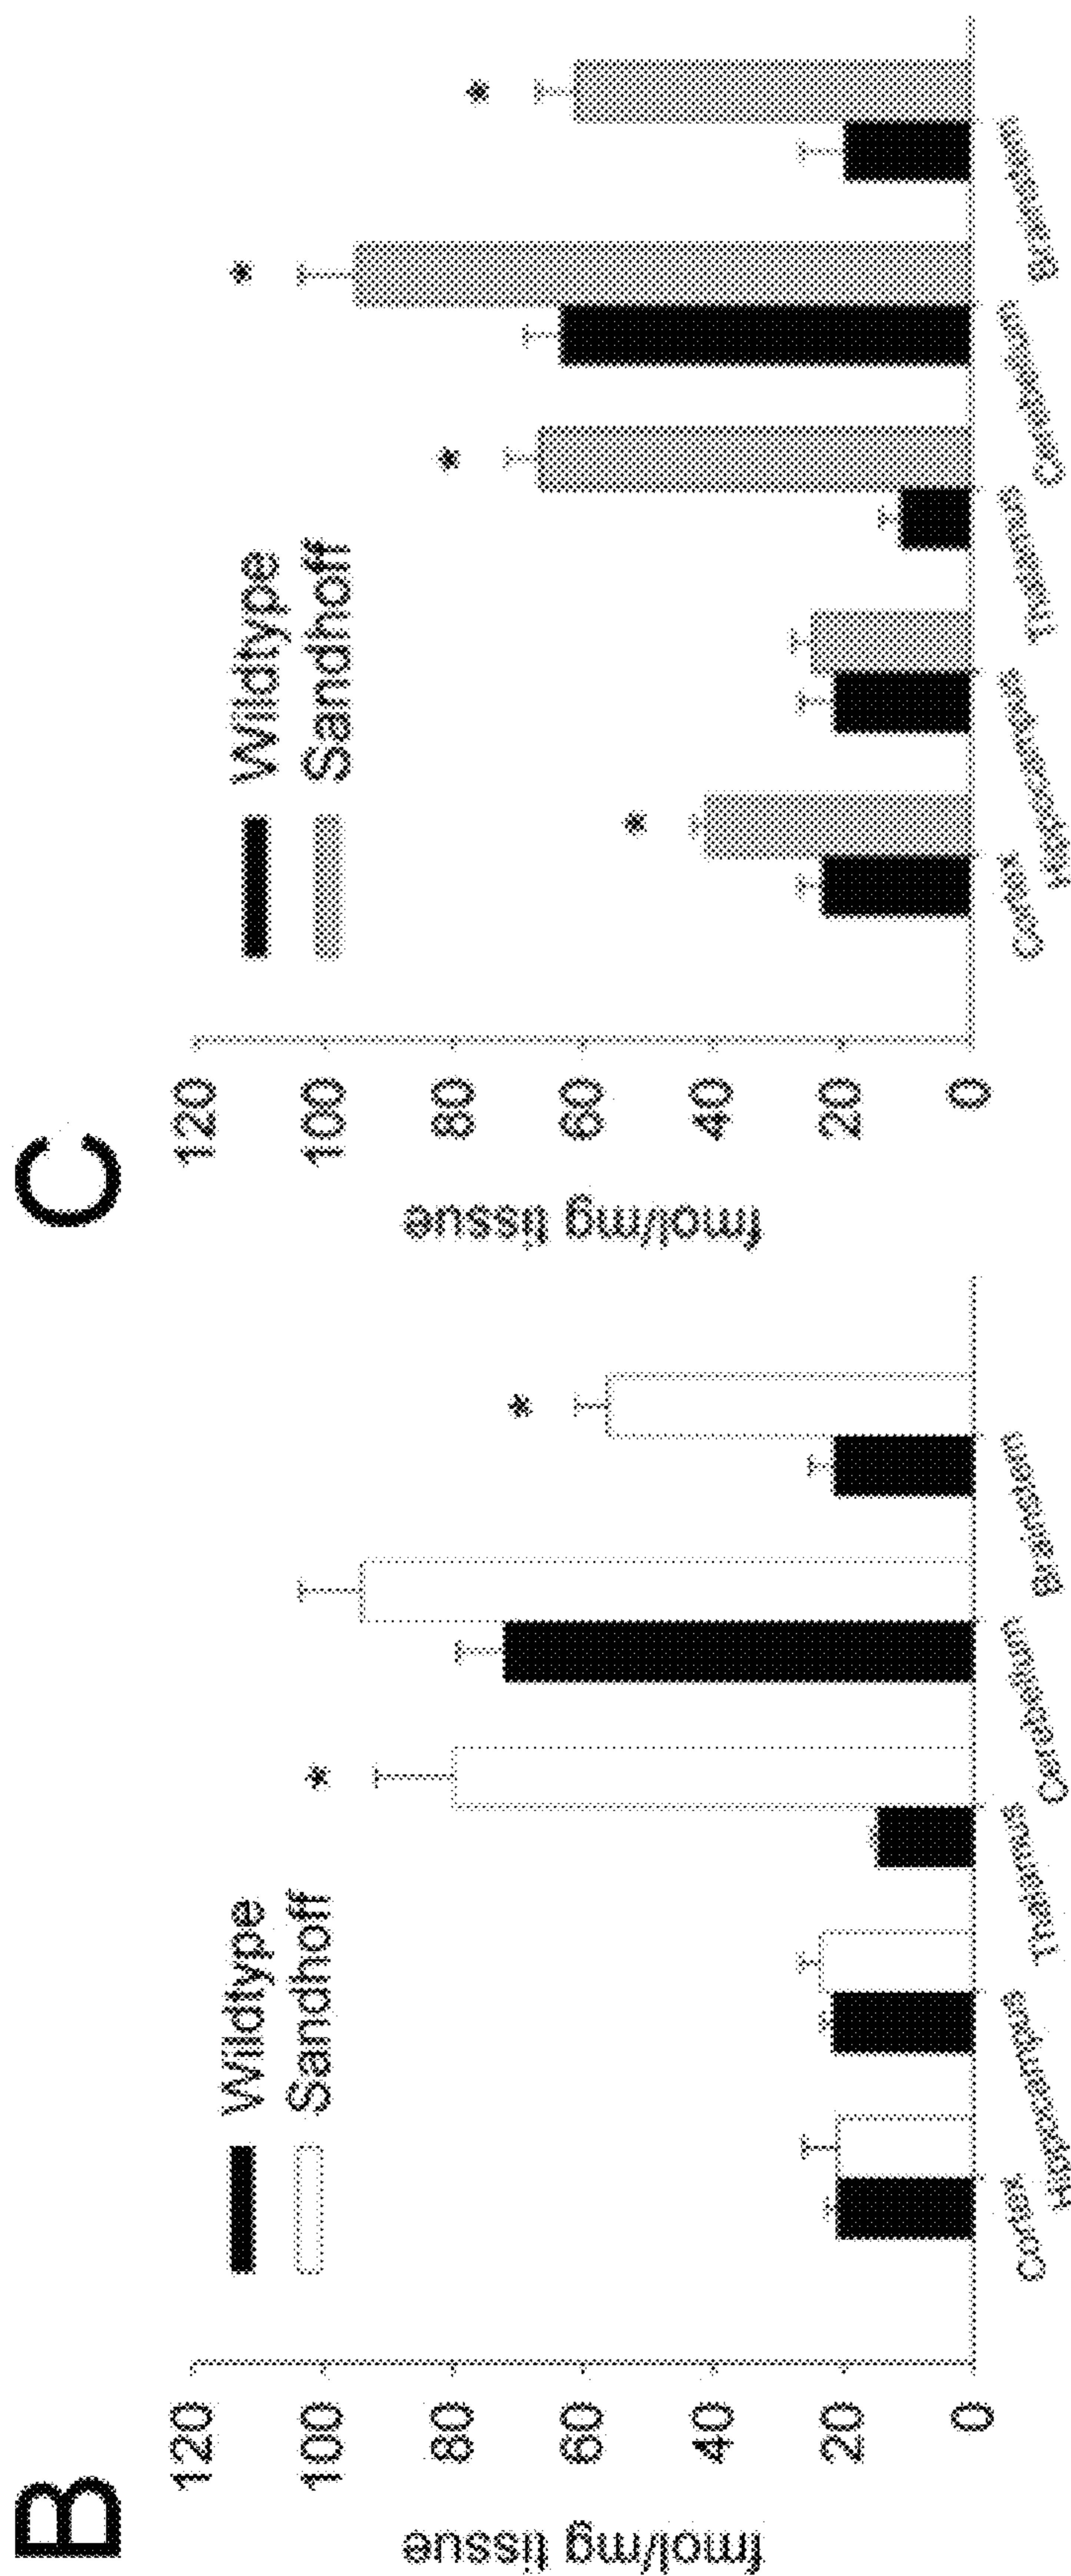 B
fmol/mg tissue
120
100
80
60
40
20
0
Wildtype
Sandhoff
*
*
Cortex
Hippocampus
Thalamus
Cerebellum
Brainstem
C
fmol/mg tissue
120
100
80
60
40
20
0
Wildtype
Sandhoff
*
*
*
*
Cortex
Hippocampus
Thalamus
Cerebellum
Brainstem